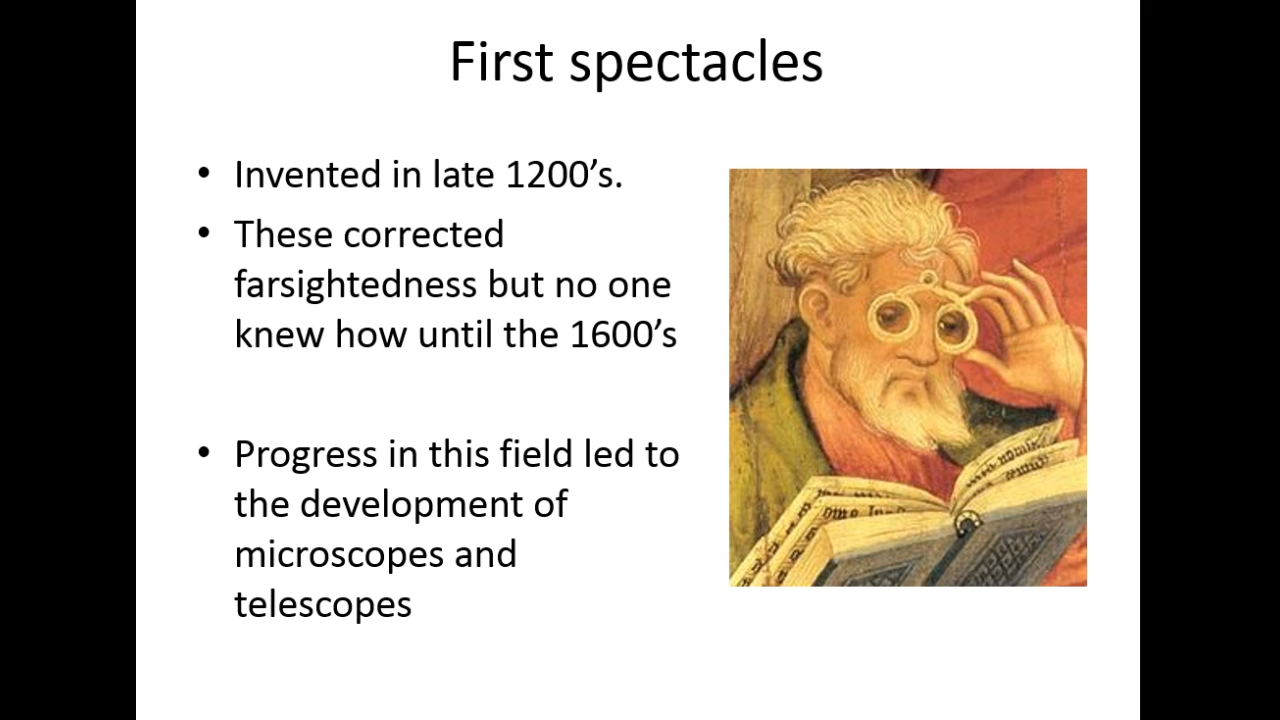 First spectacles
• Invented in late 1200’s.
• These corrected
farsightedness but no one
knew how until the 1600’s
• Progress in this field led to
the development of
microscopes and
telescopes